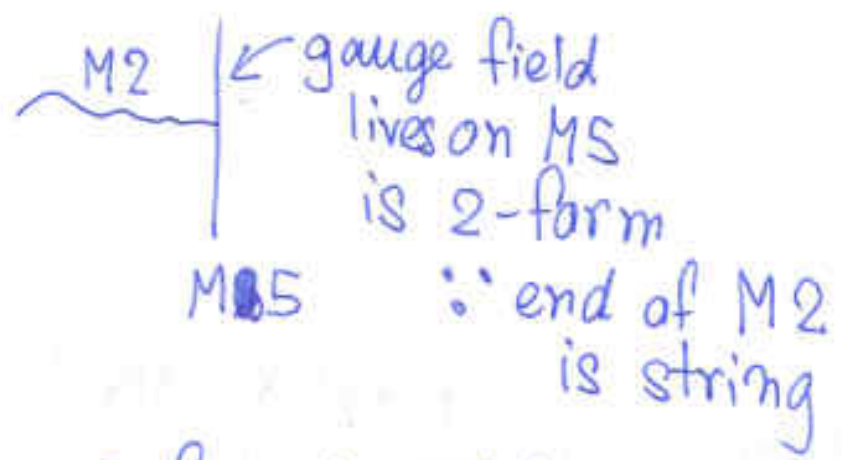 M2
gauge field
lives on M5
is 2-form
M5
∵ end of M2
is string